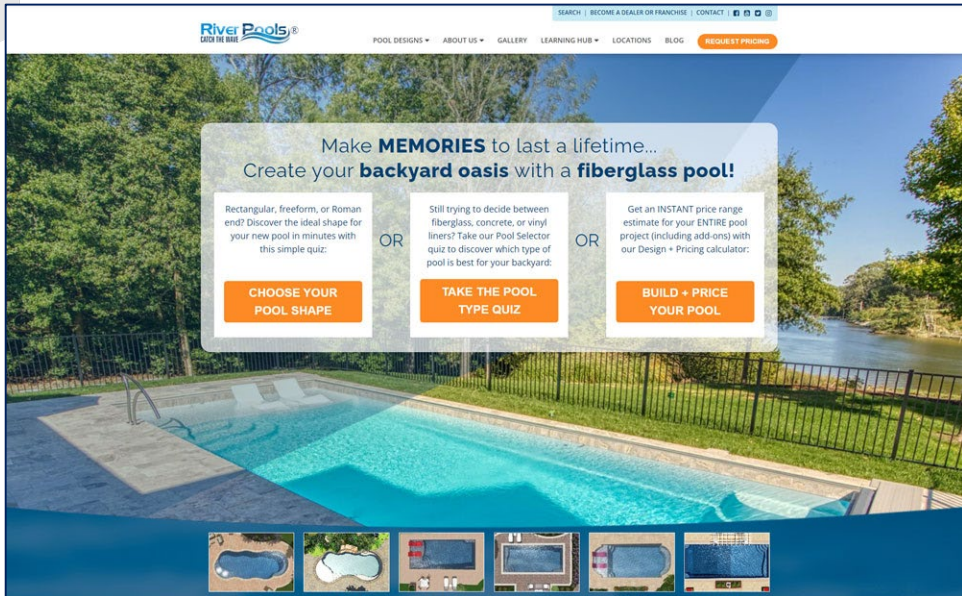 SEARCH | BECOME A DEALER OR FRANCHISE | CONTACT |
River Pools®
CATCH THE WAVE
POOL DESIGNS ABOUT US GALLERY LEARNING HUB LOCATIONS BLOG REQUEST PRICING
Make MEMORIES to last a lifetime...
Create your backyard oasis with a fiberglass pool!
Rectangular, freeform, or Roman
end? Discover the ideal shape for
your new pool in minutes with
this simple quiz:
CHOOSE YOUR
POOL SHAPE
OR
Still trying to decide between
fiberglass, concrete, or vinyl
liners? Take our Pool Selector
quiz to discover which type of
pool is best for your backyard:
TAKE THE POOL
TYPE QUIZ
OR
Get an INSTANT price range
estimate for your ENTIRE pool
project (including add-ons) with
our Design + Pricing calculator:
BUILD + PRICE
YOUR POOL